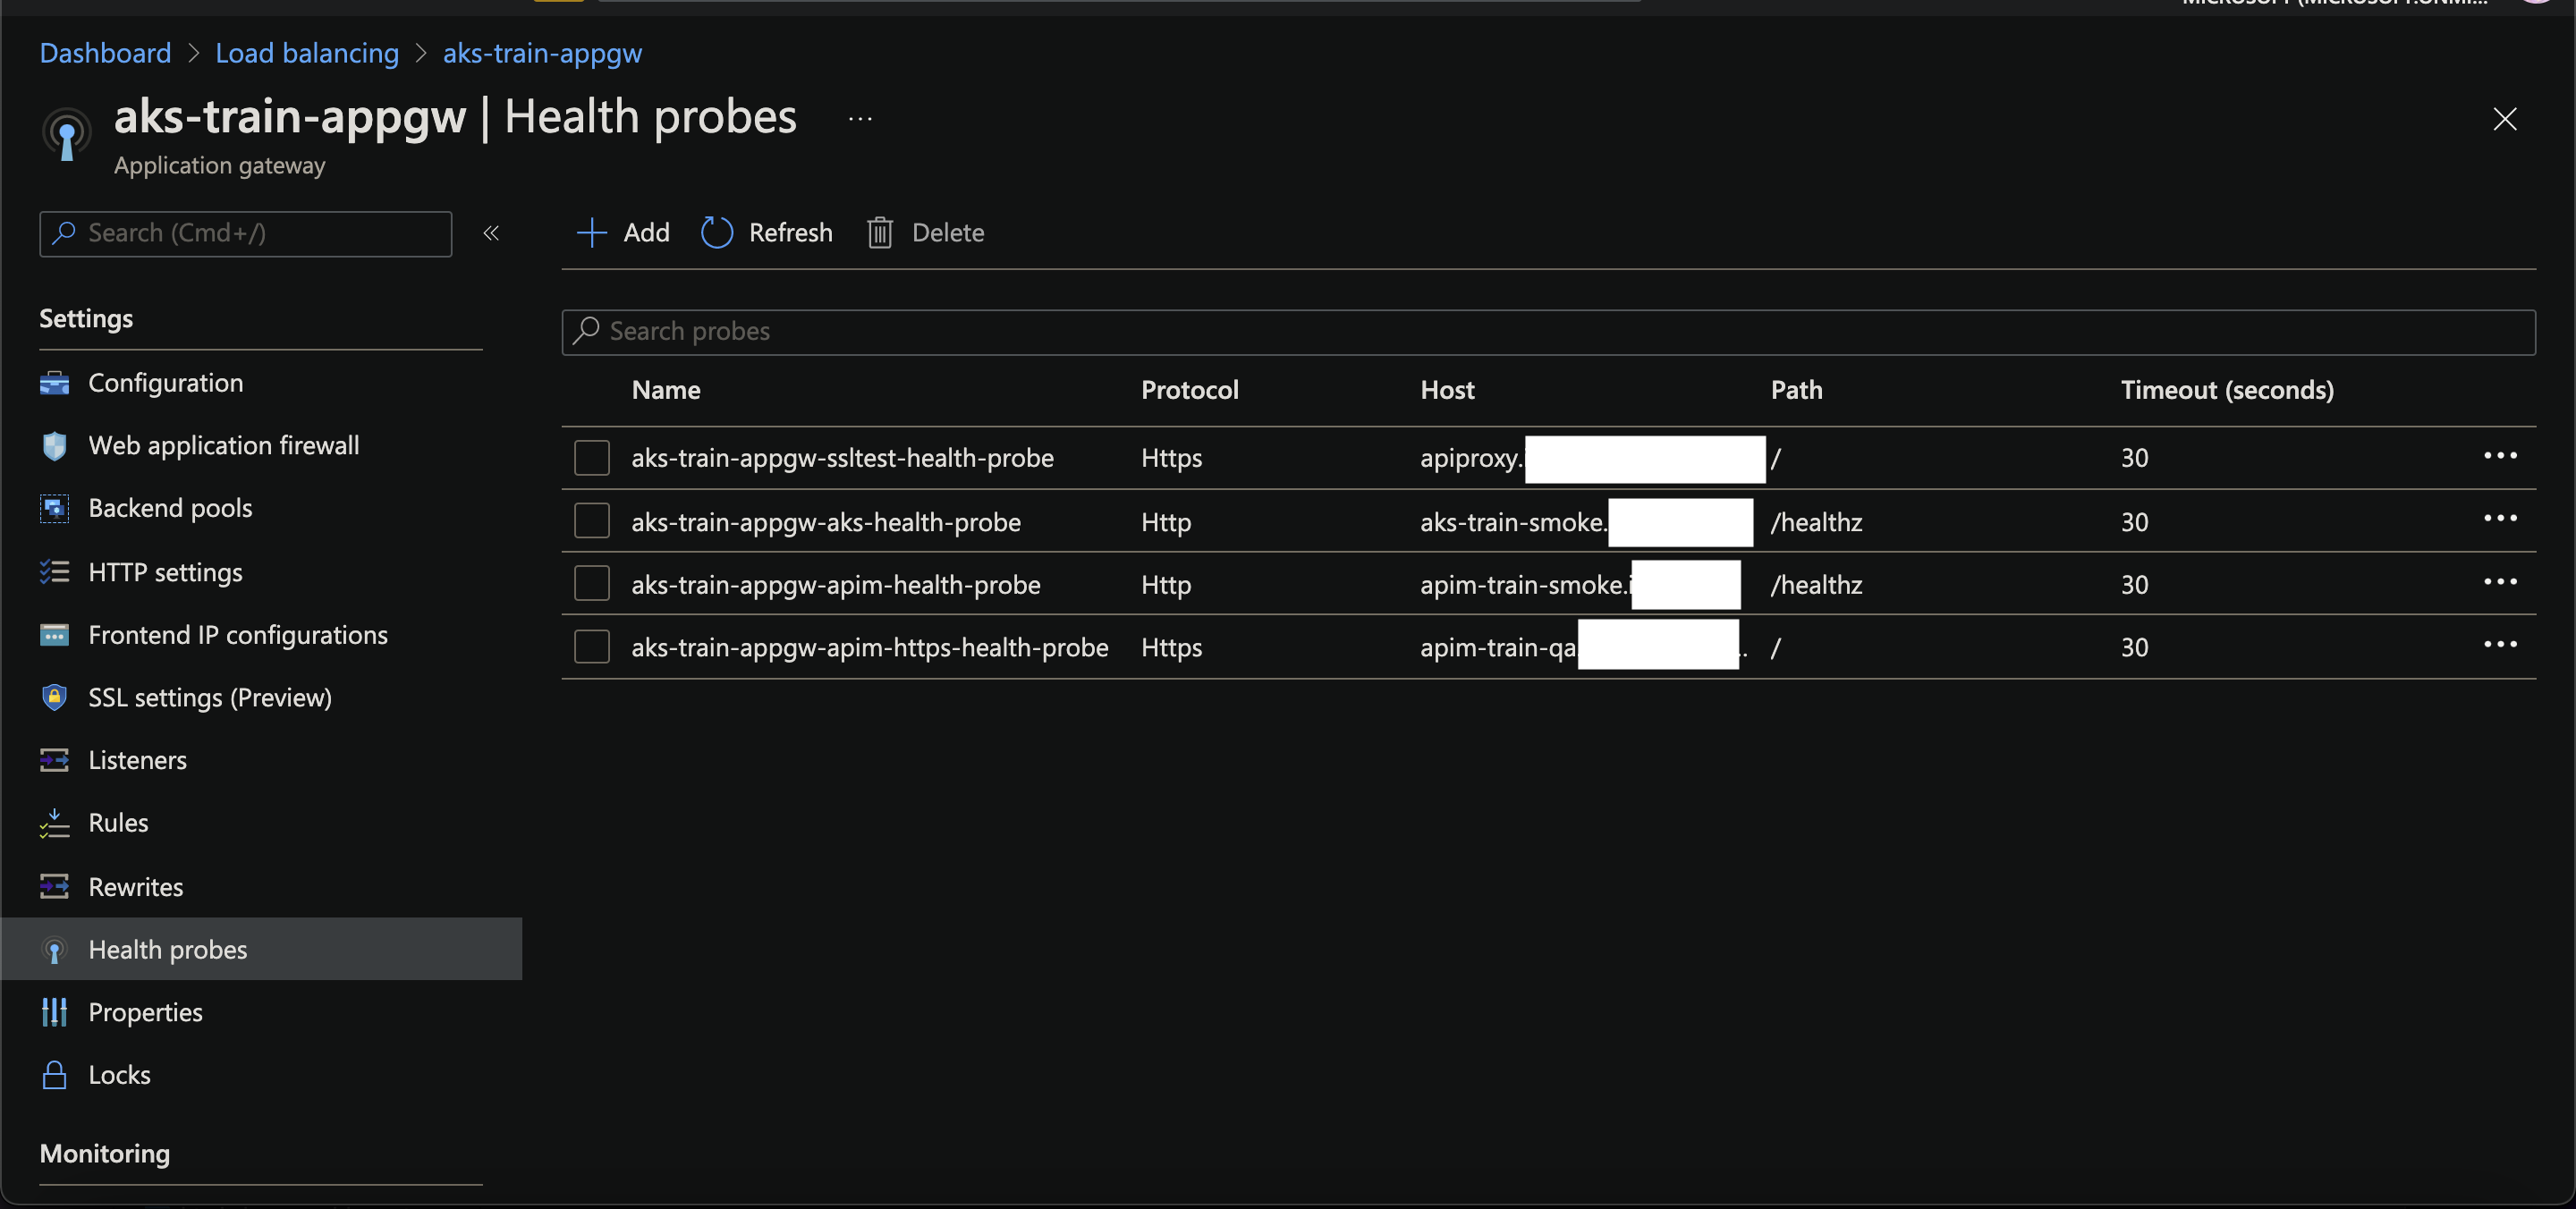 MICROSOFT (MICROSOFT.ONMI...
Dashboard > Load balancing > aks-train-appgw
aks-train-appgw | Health probes ...
Application gateway
Search (Cmd+/) «
Add Refresh Delete
Settings
Search probes
Name Protocol Host Path Timeout (seconds)
aks-train-appgw-ssltest-health-probe Https apiproxy. / 30
aks-train-appgw-aks-health-probe Http aks-train-smoke. /healthz 30
aks-train-appgw-apim-health-probe Http apim-train-smoke.i /healthz 30
aks-train-appgw-apim-https-health-probe Https apim-train-qa .. / 30
Configuration
Web application firewall
Backend pools
HTTP settings
Frontend IP configurations
SSL settings (Preview)
Listeners
Rules
Rewrites
Health probes
Properties
Locks
Monitoring